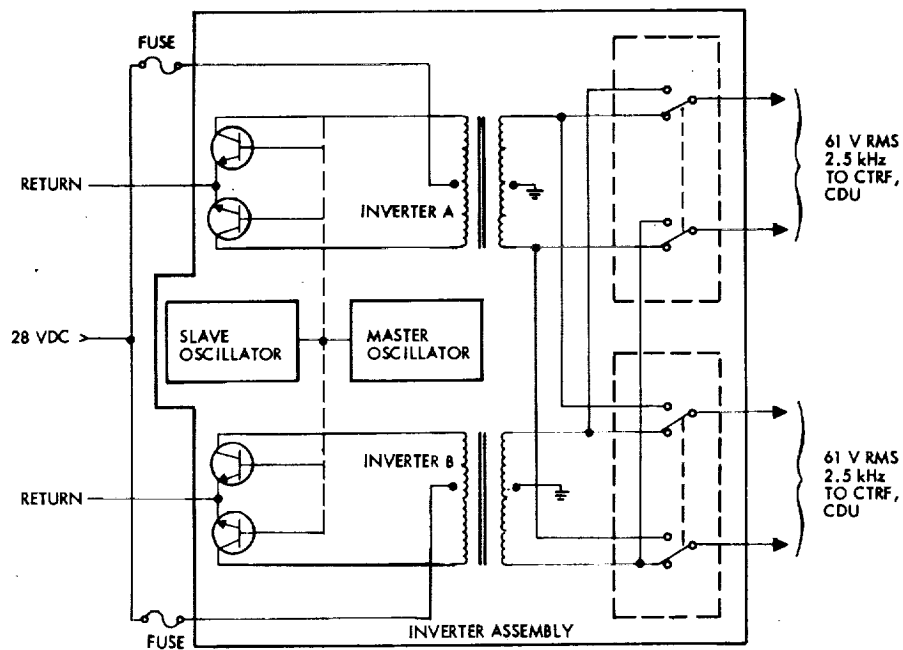 FUSE
61 V RMS
2.5 kHz
TO CTRF,
CDU
RETURN
INVERTER A
28 VDC
SLAVE
OSCILLATOR
MASTER
OSCILLATOR
INVERTER B
61 V RMS
2.5 kHz
TO CTRF,
CDU
RETURN
INVERTER ASSEMBLY
FUSE